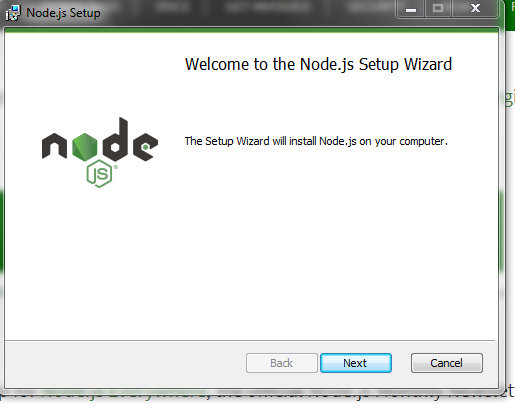 Node.js Setup
Welcome to the Node.js Setup Wizard
node
JS
The Setup Wizard will install Node.js on your computer.
Back
Next
Cancel